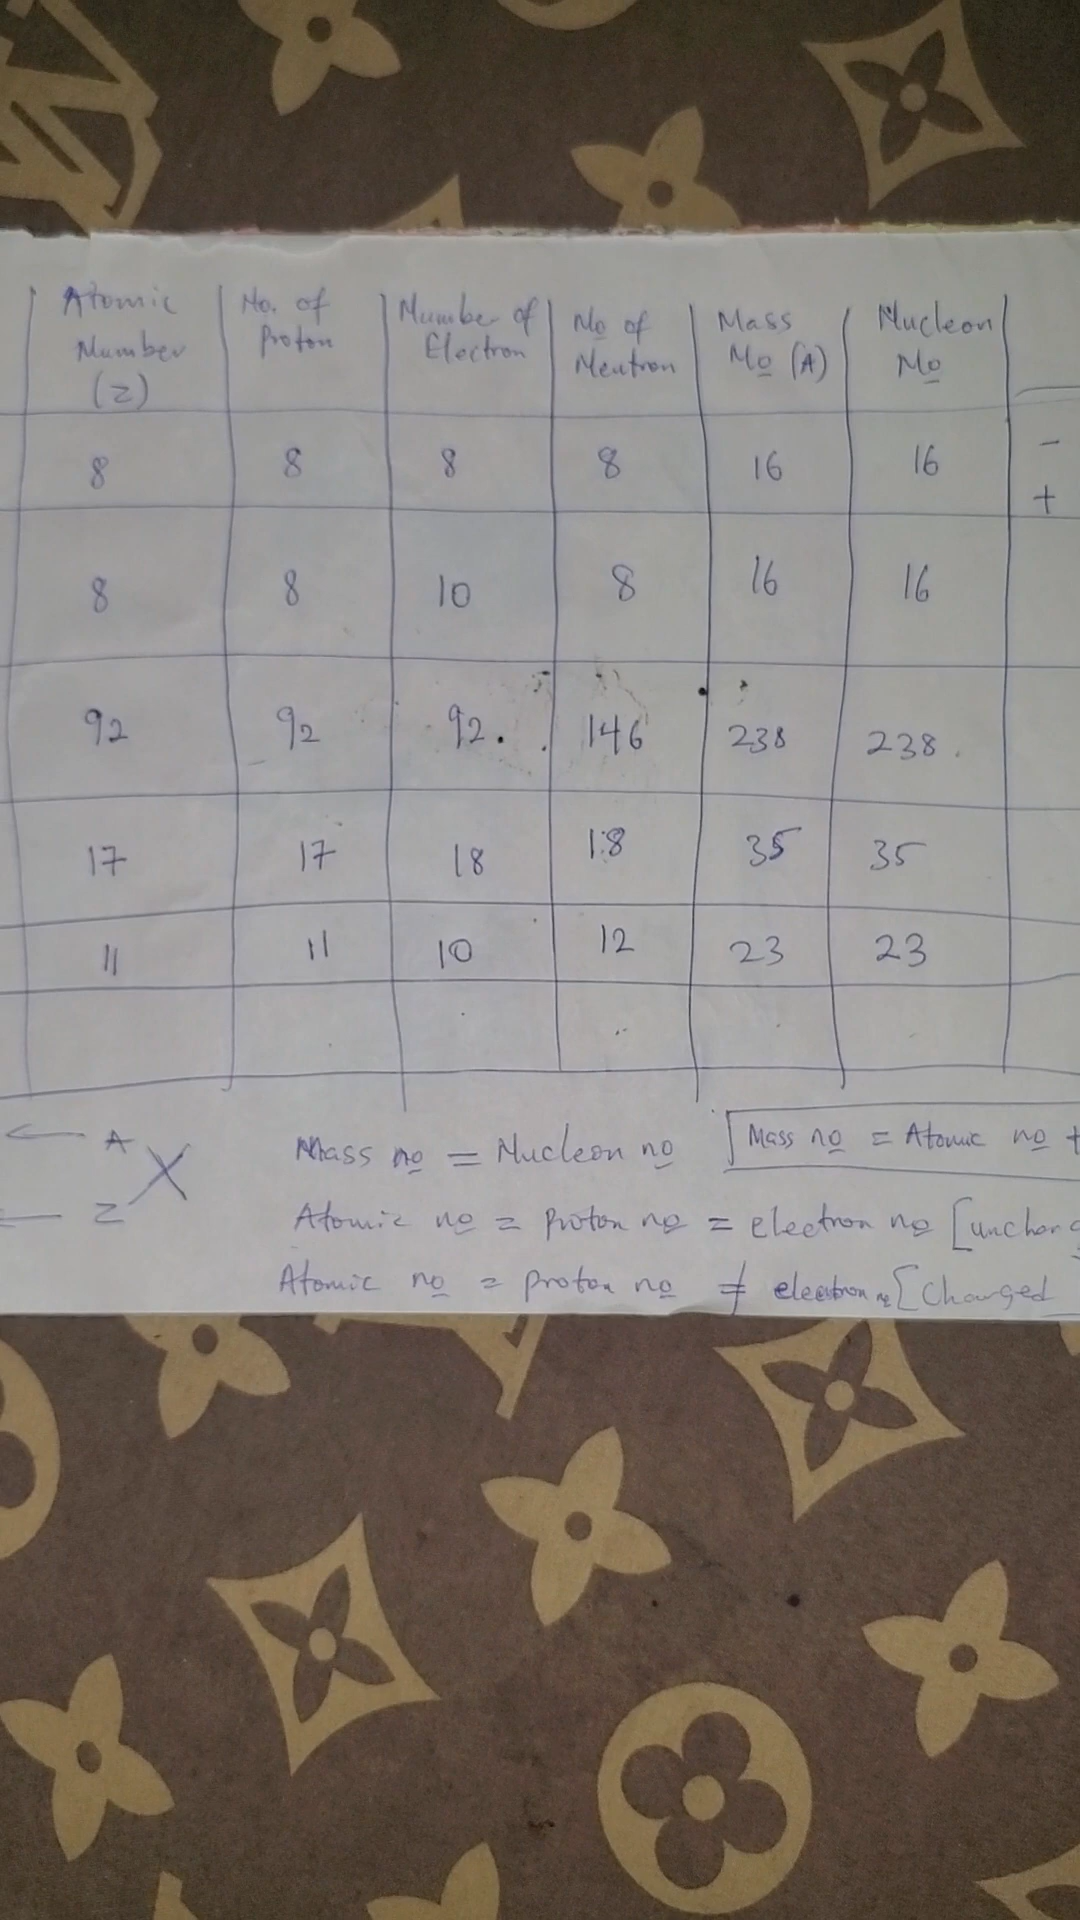 Atomic Number (Z) | No. of Proton | Number of Electron | No of Neutron | Mass No (A) | Nucleon No
8 | 8 | 8 | 8 | 16 | 16 | -
+
8 | 8 | 10 | 8 | 16 | 16
92 | 92 | 92. | 146 | 238 | 238.
17 | 17 | 18 | 18 | 35 | 35
11 | 11 | 10 | 12 | 23 | 23
← A X
Z
Mass no = Nucleon no
Mass no = Atomic no +
Atomic no = proton no = electron no [uncharg
Atomic no = proton no ≠ electron no [Charged